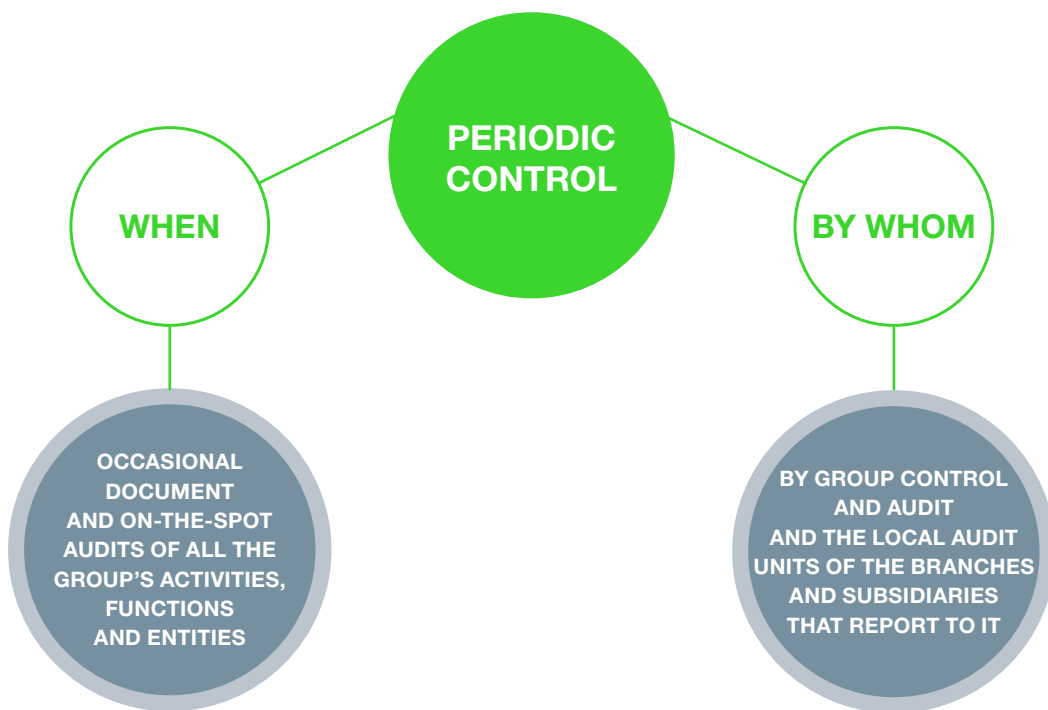 PERIODIC
CONTROL
WHEN
BY WHOM
OCCASIONAL
DOCUMENT
AND ON-THE-SPOT
AUDITS OF ALL THE
GROUP’S ACTIVITIES,
FUNCTIONS
AND ENTITIES
BY GROUP CONTROL
AND AUDIT
AND THE LOCAL AUDIT
UNITS OF THE BRANCHES
AND SUBSIDIARIES
THAT REPORT TO IT